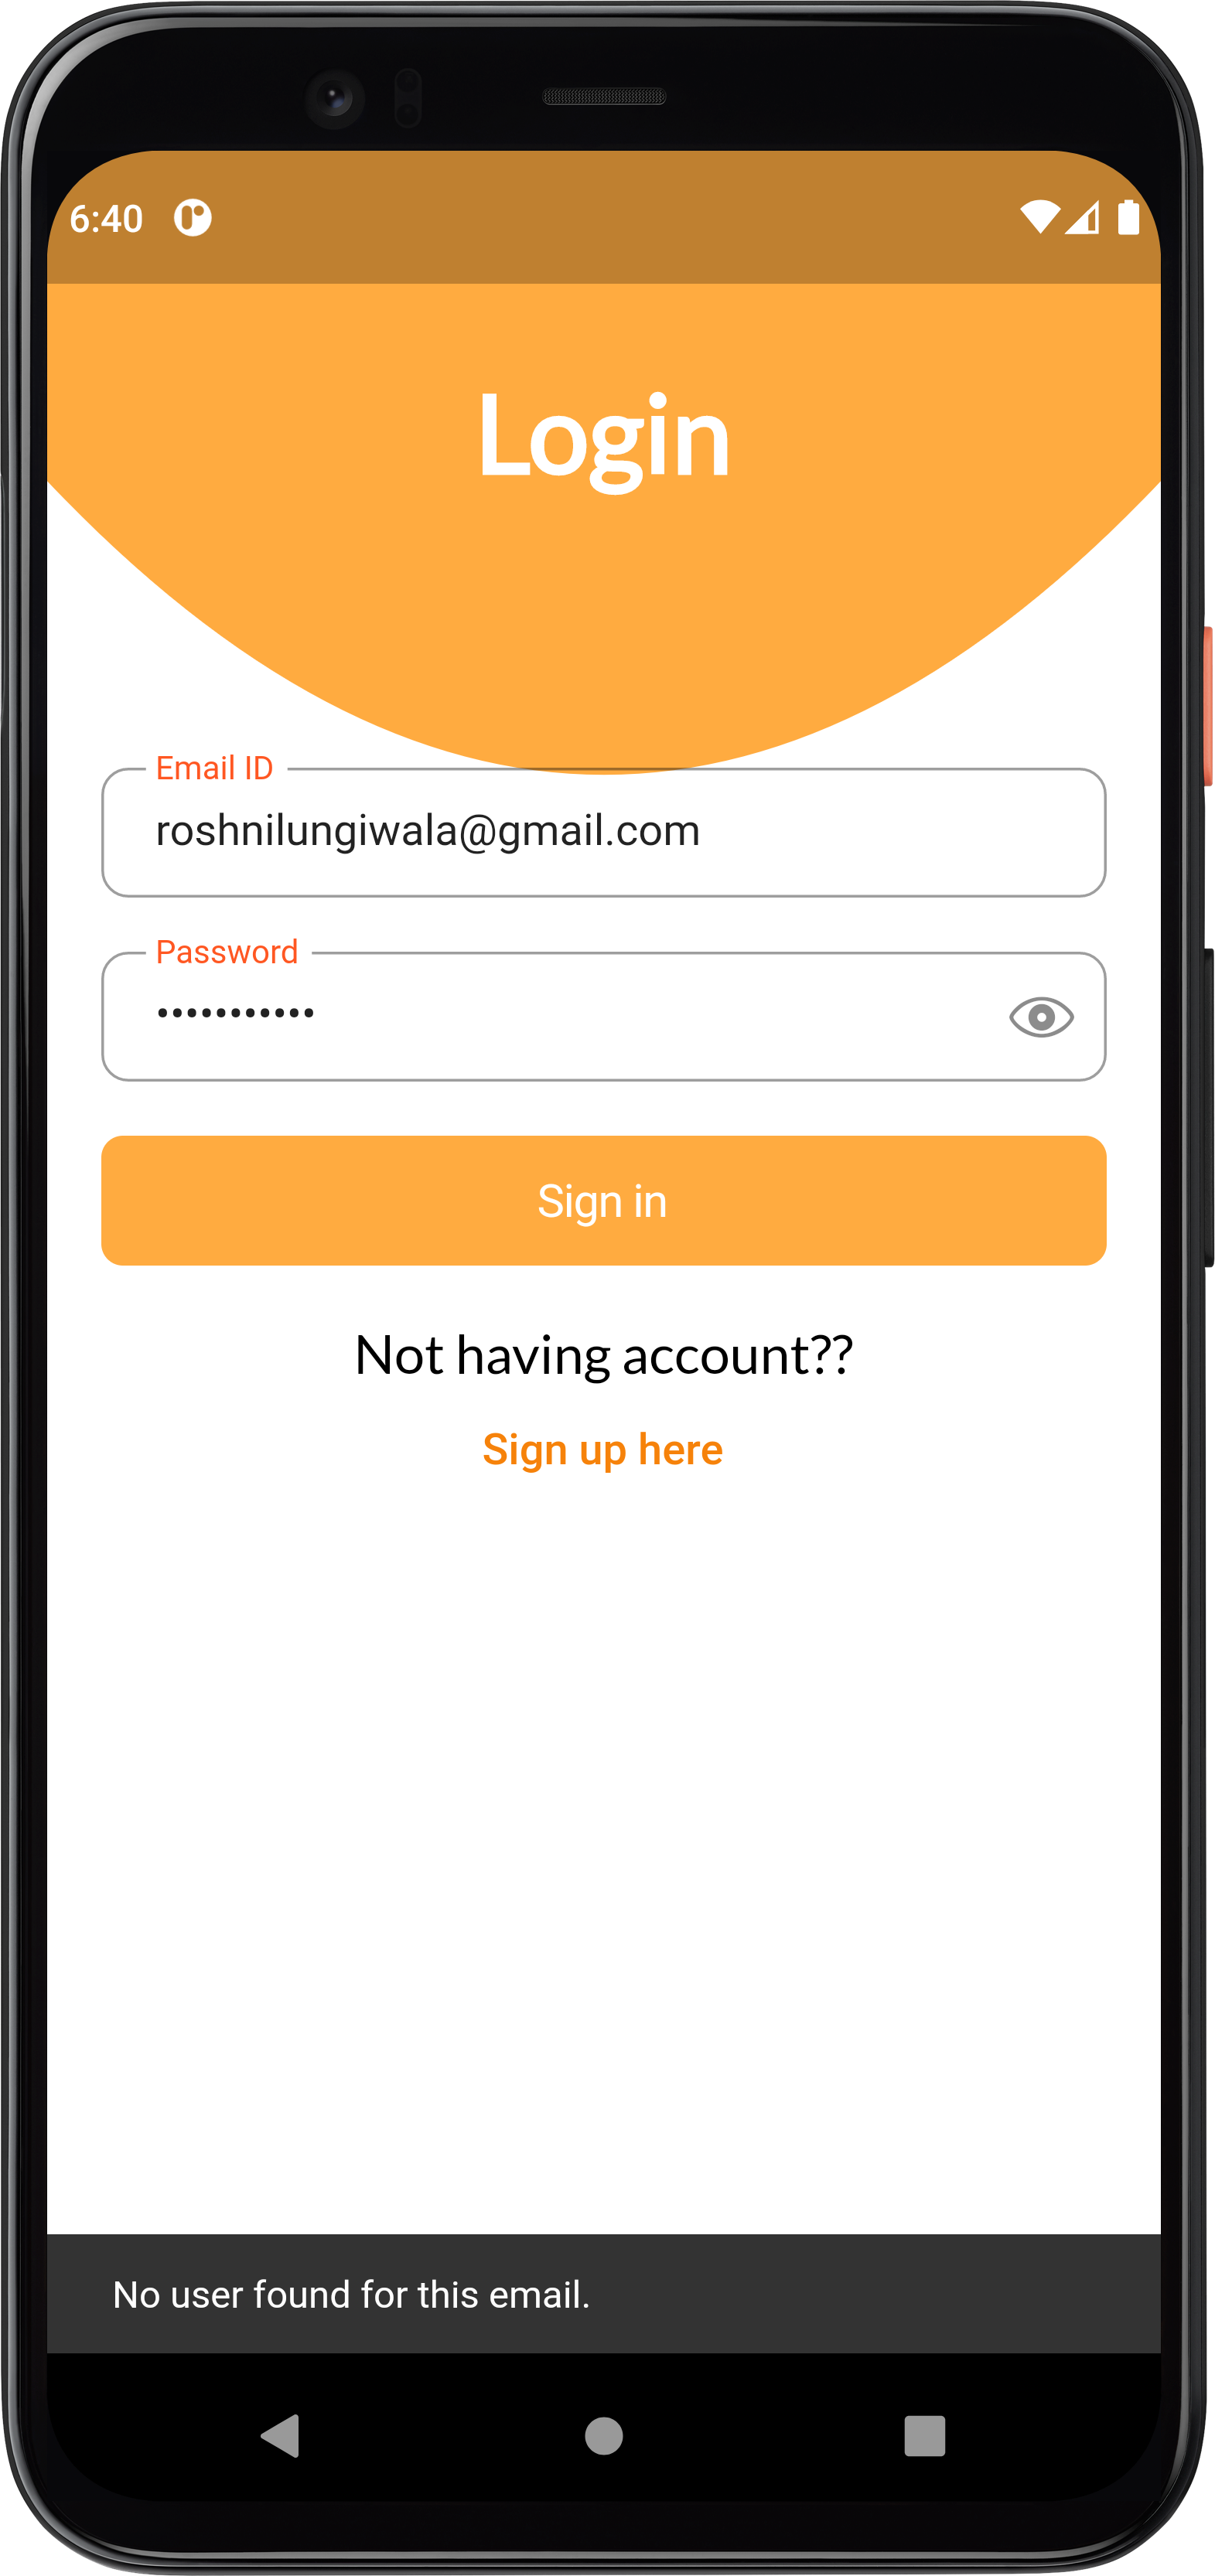 6:40
Login
Email ID
roshnilungiwala@gmail.com
Password
•••••••••••
Sign in
Not having account??
Sign up here
No user found for this email.